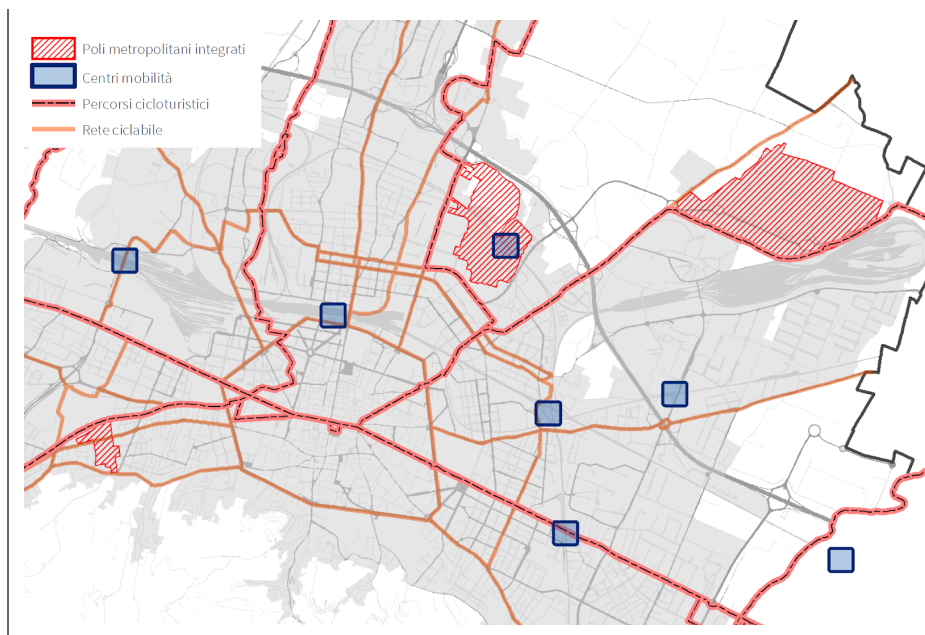 Poli metropolitani integrati
Centri mobilità
Percorsi cicloturistici
Rete ciclabile